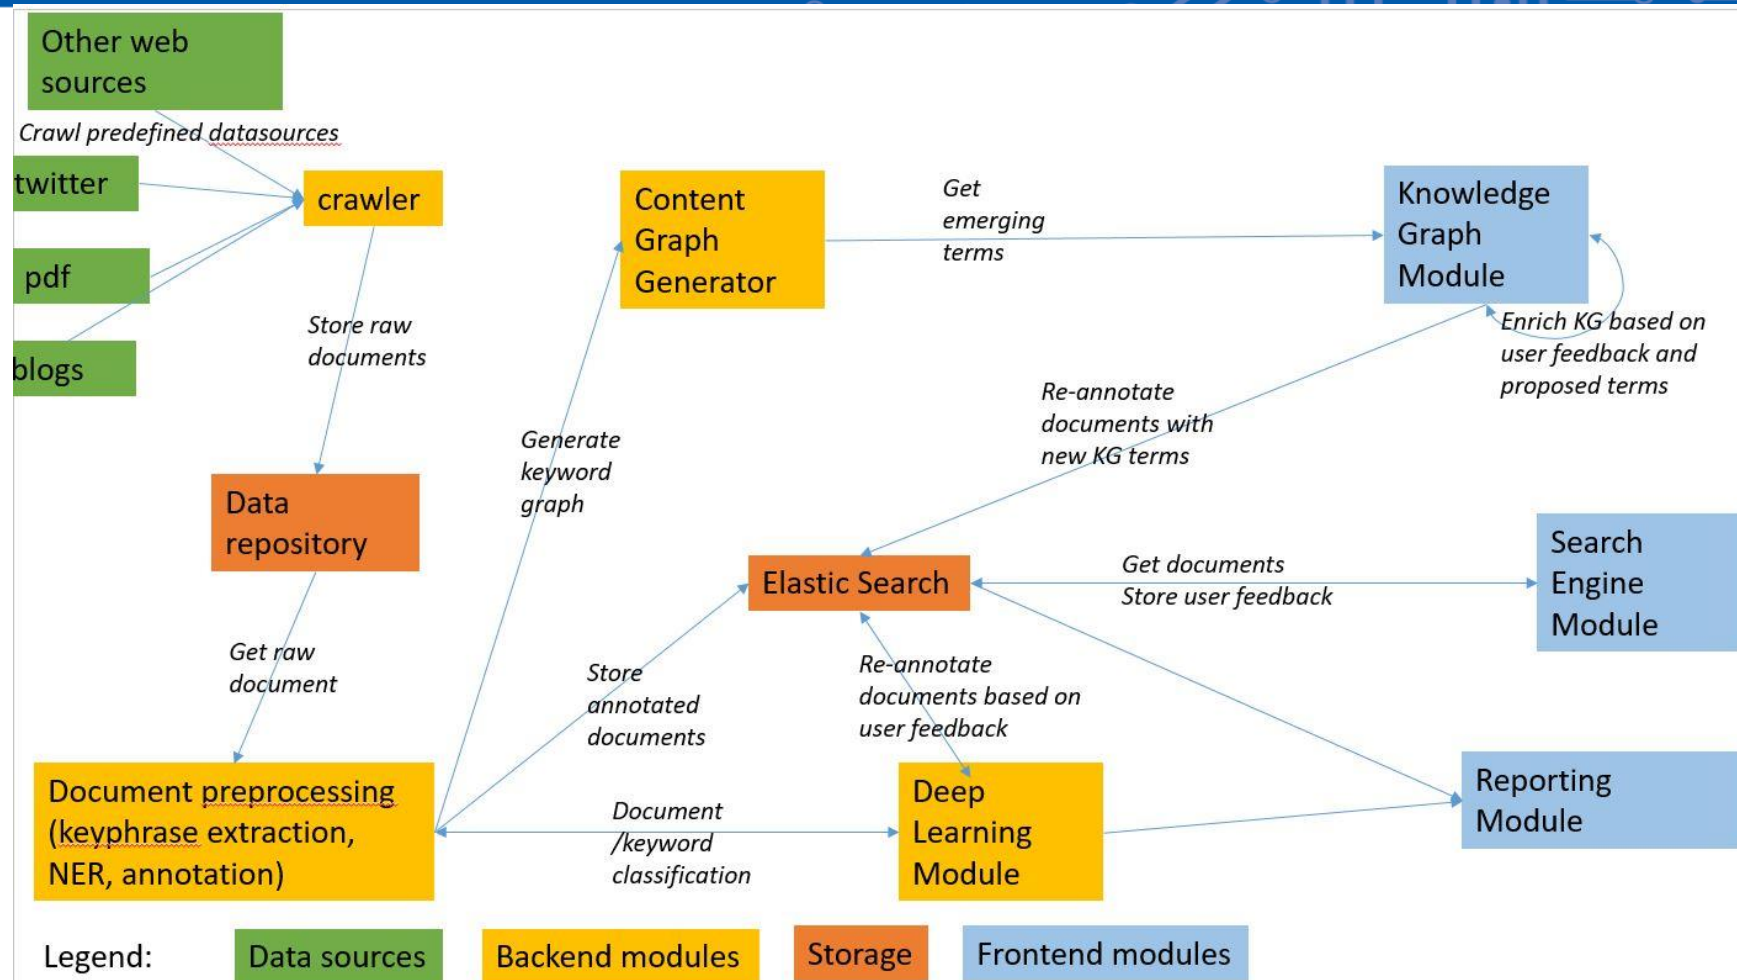 Other web
sources
Crawl predefined datasources
twitter
crawler
pdf
blogs
Store raw
documents
Data
repository
Get raw
document
Document preprocessing
(keyphrase extraction,
NER, annotation)
Content
Graph
Generator
Get
emerging
terms
Knowledge
Graph
Module
Enrich KG based on
user feedback and
proposed terms
Generate
keyword
graph
Re-annotate
documents with
new KG terms
Elastic Search
Get documents
Store user feedback
Search
Engine
Module
Store
annotated
documents
Re-annotate
documents based on
user feedback
Document
/keyword
classification
Deep
Learning
Module
Reporting
Module
Legend:
Data sources
Backend modules
Storage
Frontend modules